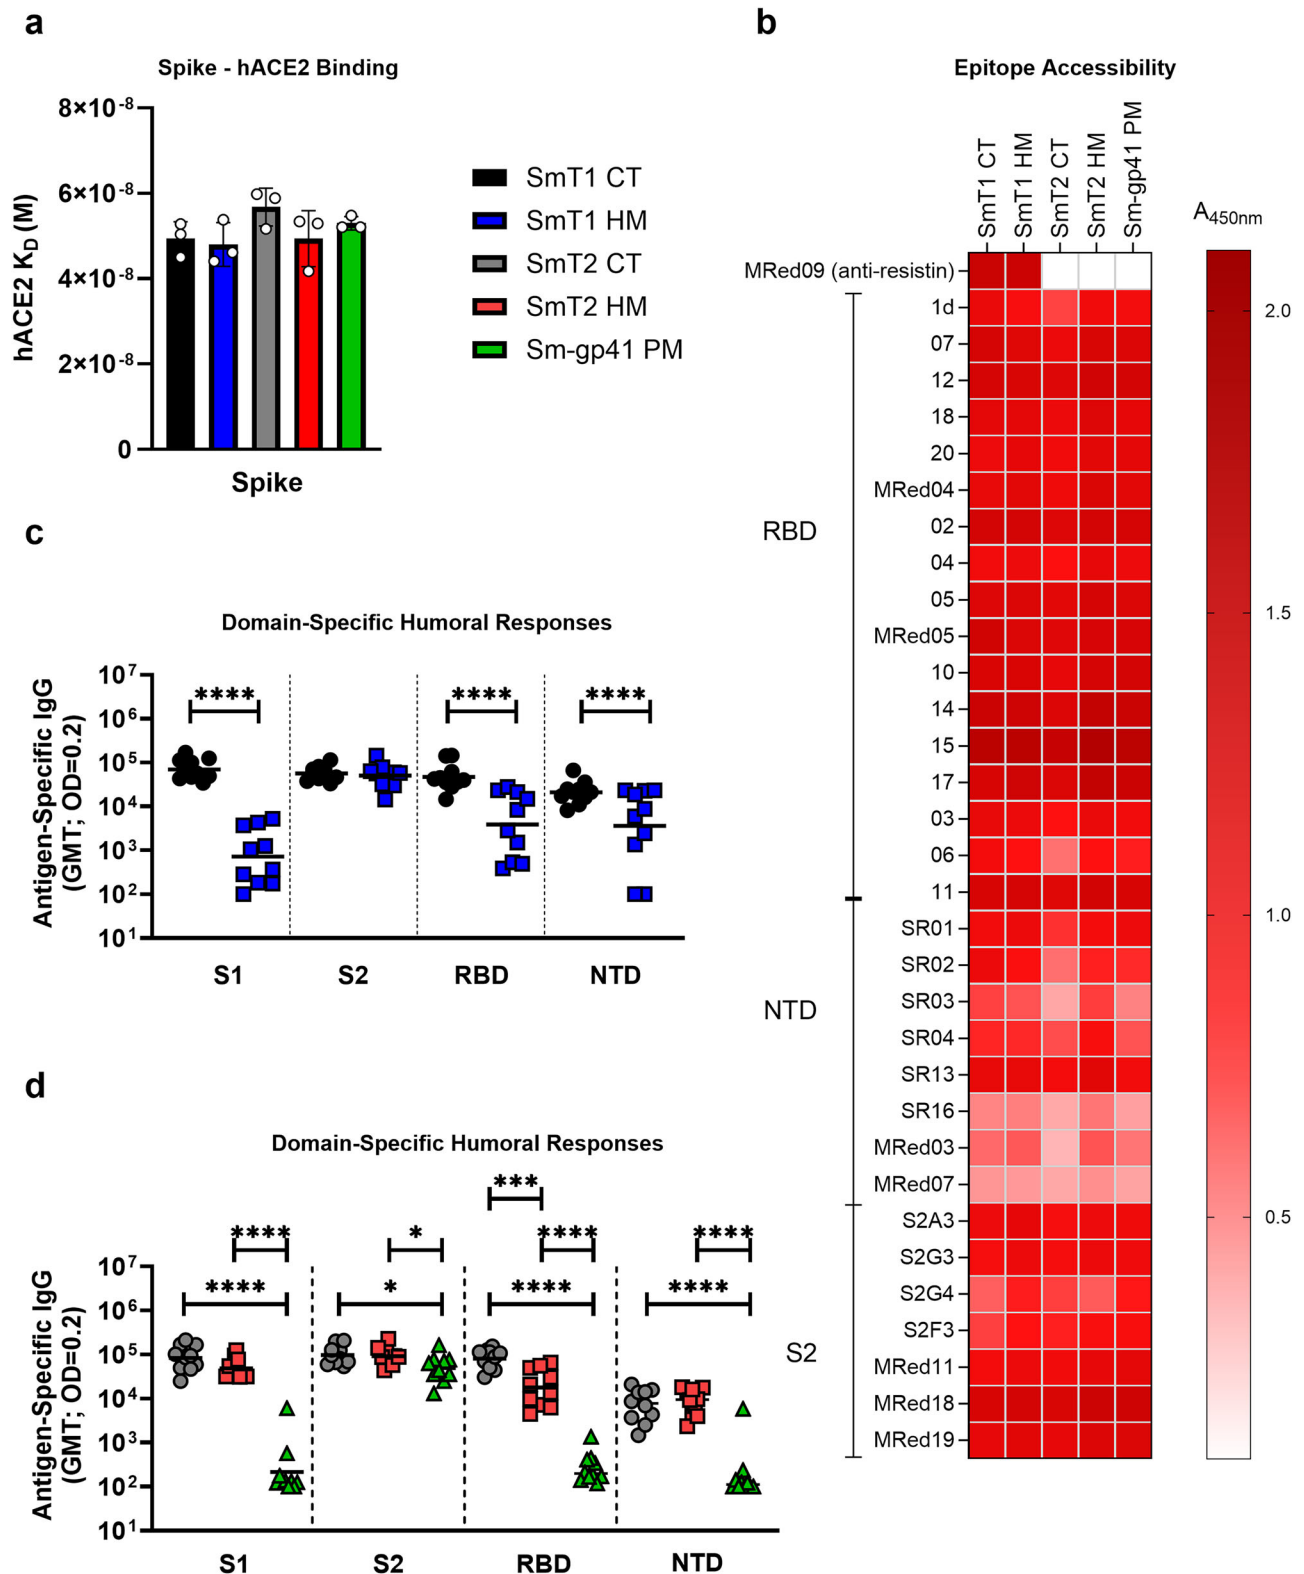 a
Spike - hACE2 Binding
hACE2 K_D (M)
8×10⁻⁸
6×10⁻⁸
4×10⁻⁸
2×10⁻⁸
0
Spike
SmT1 CT
SmT1 HM
SmT2 CT
SmT2 HM
Sm-gp41 PM
b
Epitope Accessibility
SmT1 CT
SmT1 HM
SmT2 CT
SmT2 HM
Sm-gp41 PM
A450nm
2.0
1.5
1.0
0.5
MRed09 (anti-resistin)
RBD
1d
07
12
18
20
MRed04
02
04
05
MRed05
10
14
15
17
03
06
11
NTD
SR01
SR02
SR03
SR04
SR13
SR16
MRed03
MRed07
S2
S2A3
S2G3
S2G4
S2F3
MRed11
MRed18
MRed19
c
Domain-Specific Humoral Responses
Antigen-Specific IgG
(GMT; OD=0.2)
10⁷
10⁶
10⁵
10⁴
10³
10²
10¹
****
****
****
S1
S2
RBD
NTD
d
Domain-Specific Humoral Responses
Antigen-Specific IgG
(GMT; OD=0.2)
10⁷
10⁶
10⁵
10⁴
10³
10²
10¹
***
****
*
****
****
****
*
****
****
S1
S2
RBD
NTD